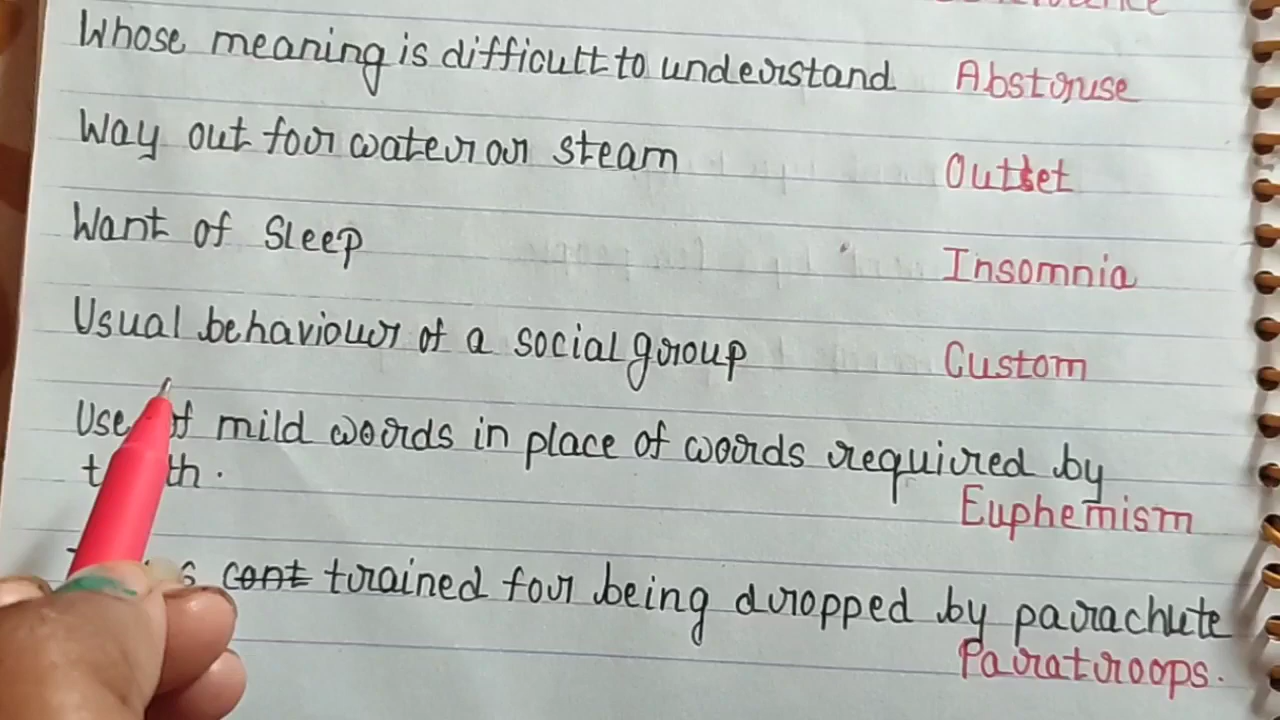 Whose meaning is difficult to understand Abstruse
Way out for water or steam Outlet
Want of Sleep Insomnia
Usual behaviour of a social group Custom
Use of mild words in place of words required by
Euphemism
cont trained for being dropped by parachute
Paratroops.